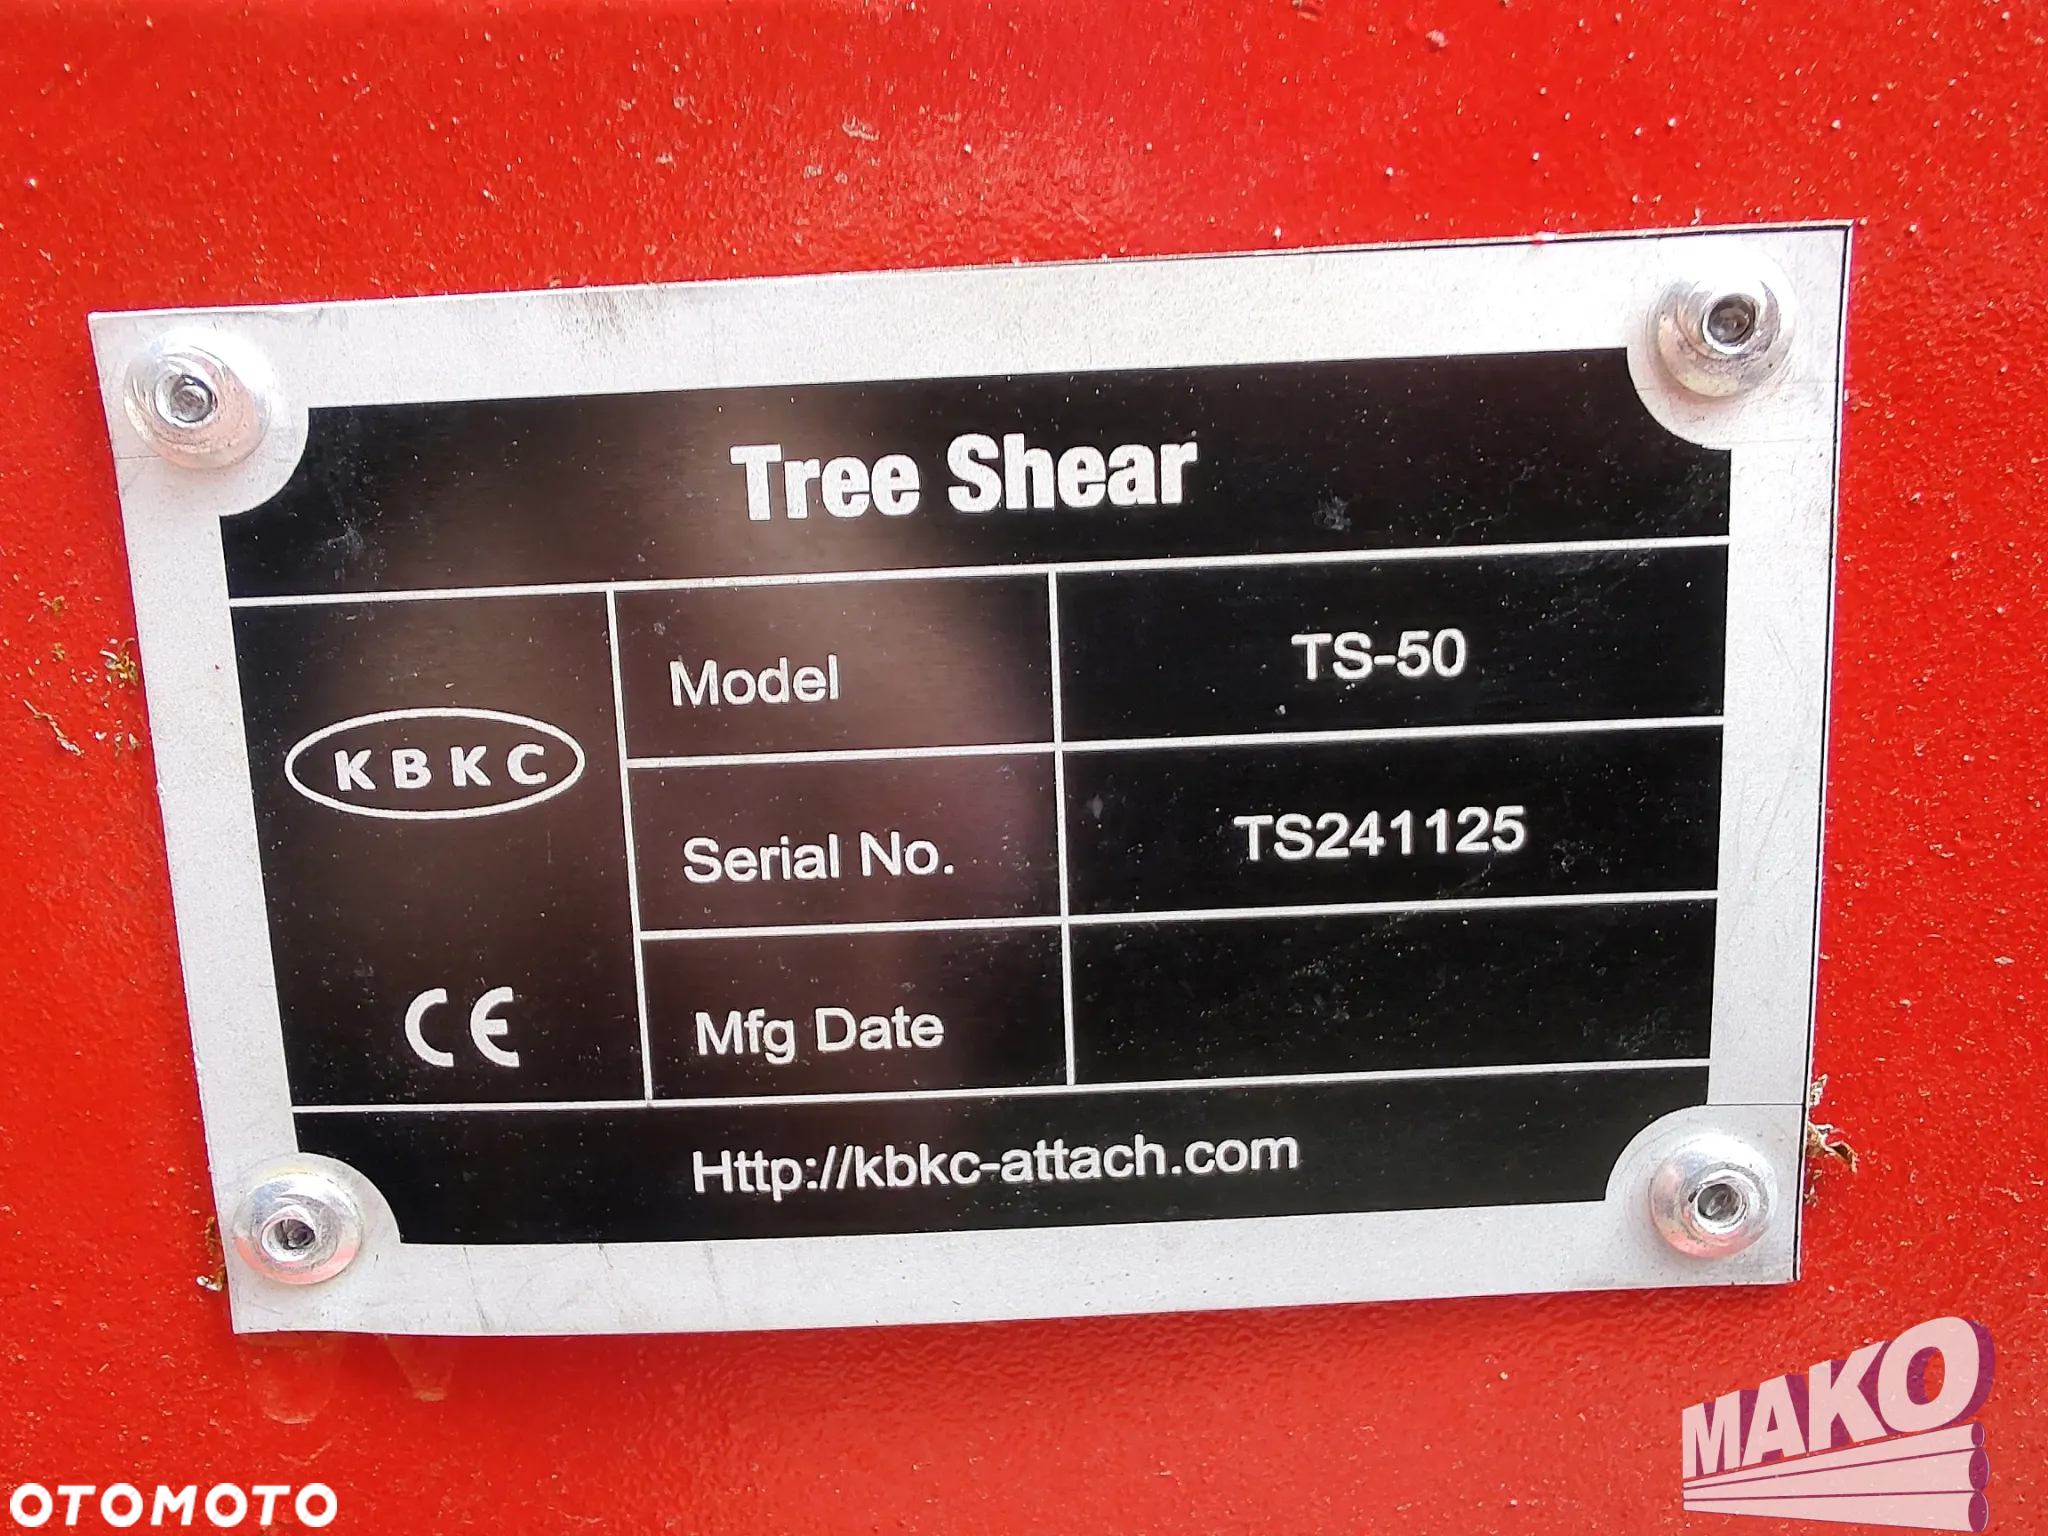 Tree Shear
KBKC
Model TS-50
Serial No. TS241125
CE
Mfg Date
Http://kbkc-attach.com
MAKO
OTOMOTO